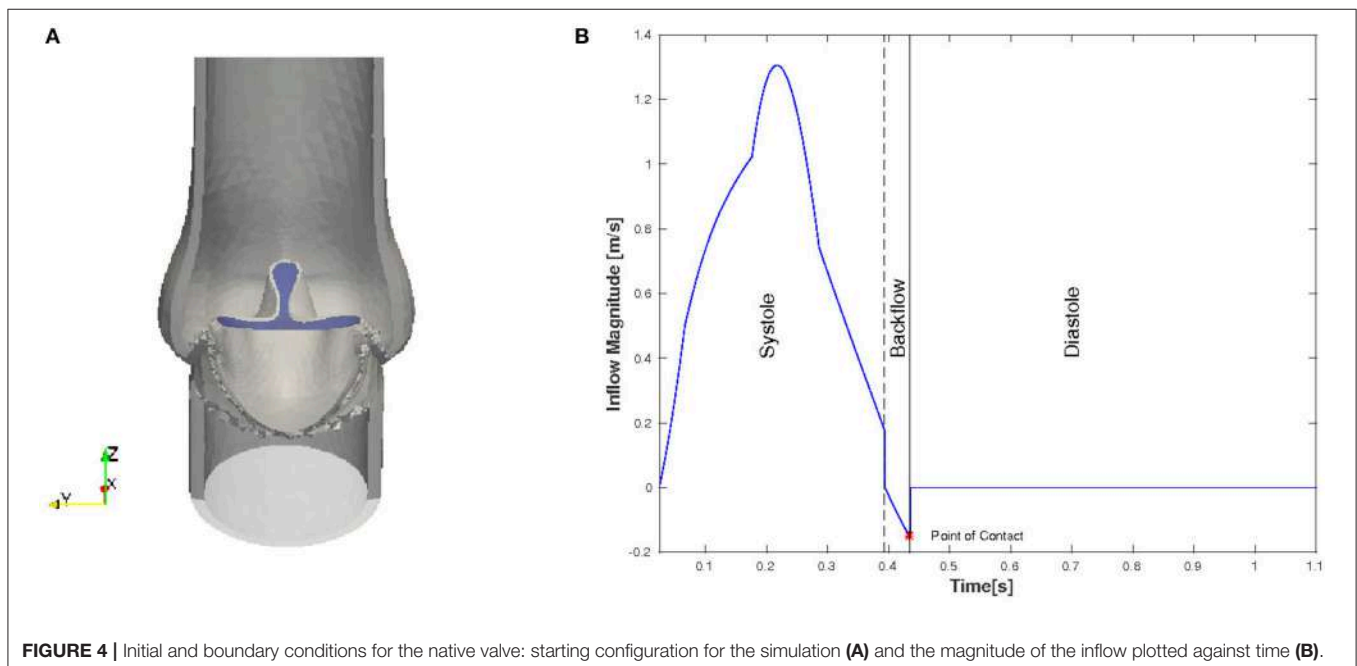 A
B
Z
X
Y
1.4
1.2
1
0.8
0.6
0.4
0.2
0
-0.2
Inflow Magnitude [m/s]
Systole
Backflow
Diastole
Point of Contact
0.1 0.2 0.3 0.4 0.5 0.6 0.7 0.8 0.9 1 1.1
Time[s]
FIGURE 4 | Initial and boundary conditions for the native valve: starting configuration for the simulation (A) and the magnitude of the inflow plotted against time (B).